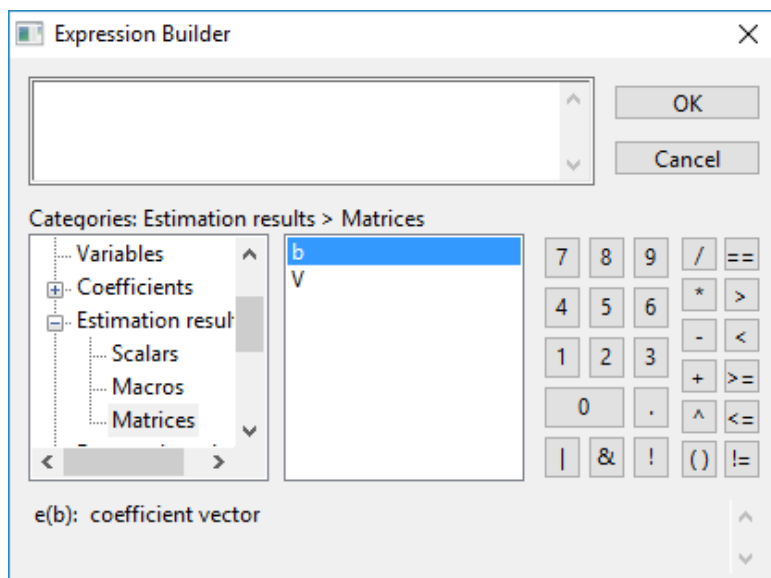 Expression Builder
OK
Cancel
Categories: Estimation results > Matrices
Variables
Coefficients
Estimation resul
Scalars
Macros
Matrices
b
V
7 8 9 / ==
4 5 6 * >
1 2 3 - <
0 . + >=
^ <=
| & ! () !=
e(b): coefficient vector